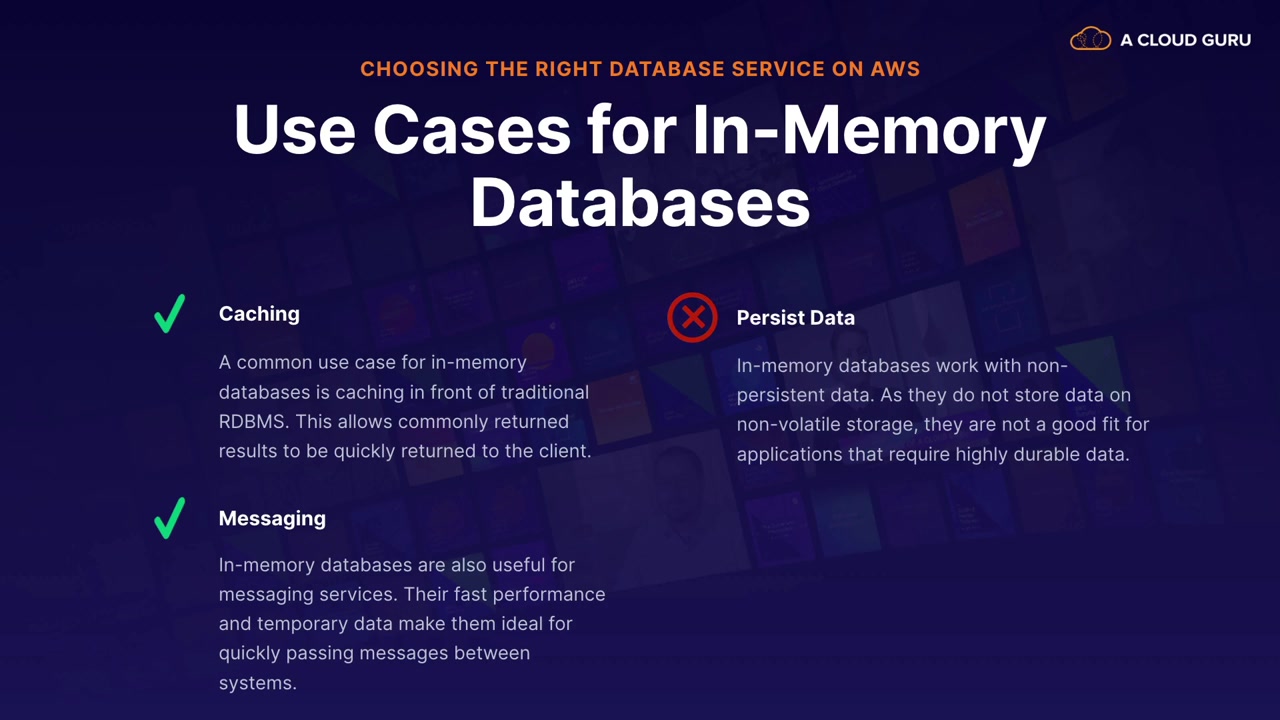 A CLOUD GURU
CHOOSING THE RIGHT DATABASE SERVICE ON AWS
Use Cases for In-Memory
Databases
Caching
A common use case for in-memory
databases is caching in front of traditional
RDBMS. This allows commonly returned
results to be quickly returned to the client.
Messaging
In-memory databases are also useful for
messaging services. Their fast performance
and temporary data make them ideal for
quickly passing messages between
systems.
Persist Data
In-memory databases work with non-
persistent data. As they do not store data on
non-volatile storage, they are not a good fit for
applications that require highly durable data.